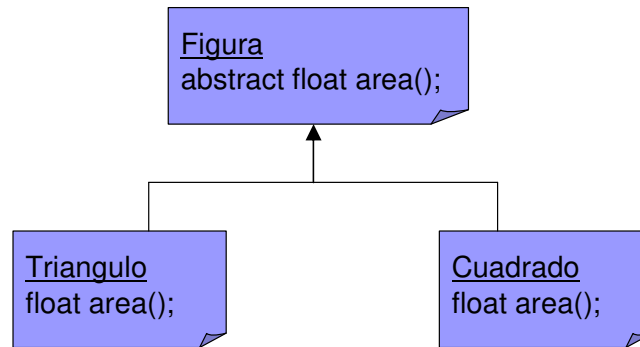 Figura
abstract float area();
Triangulo
float area();
Cuadrado
float area();